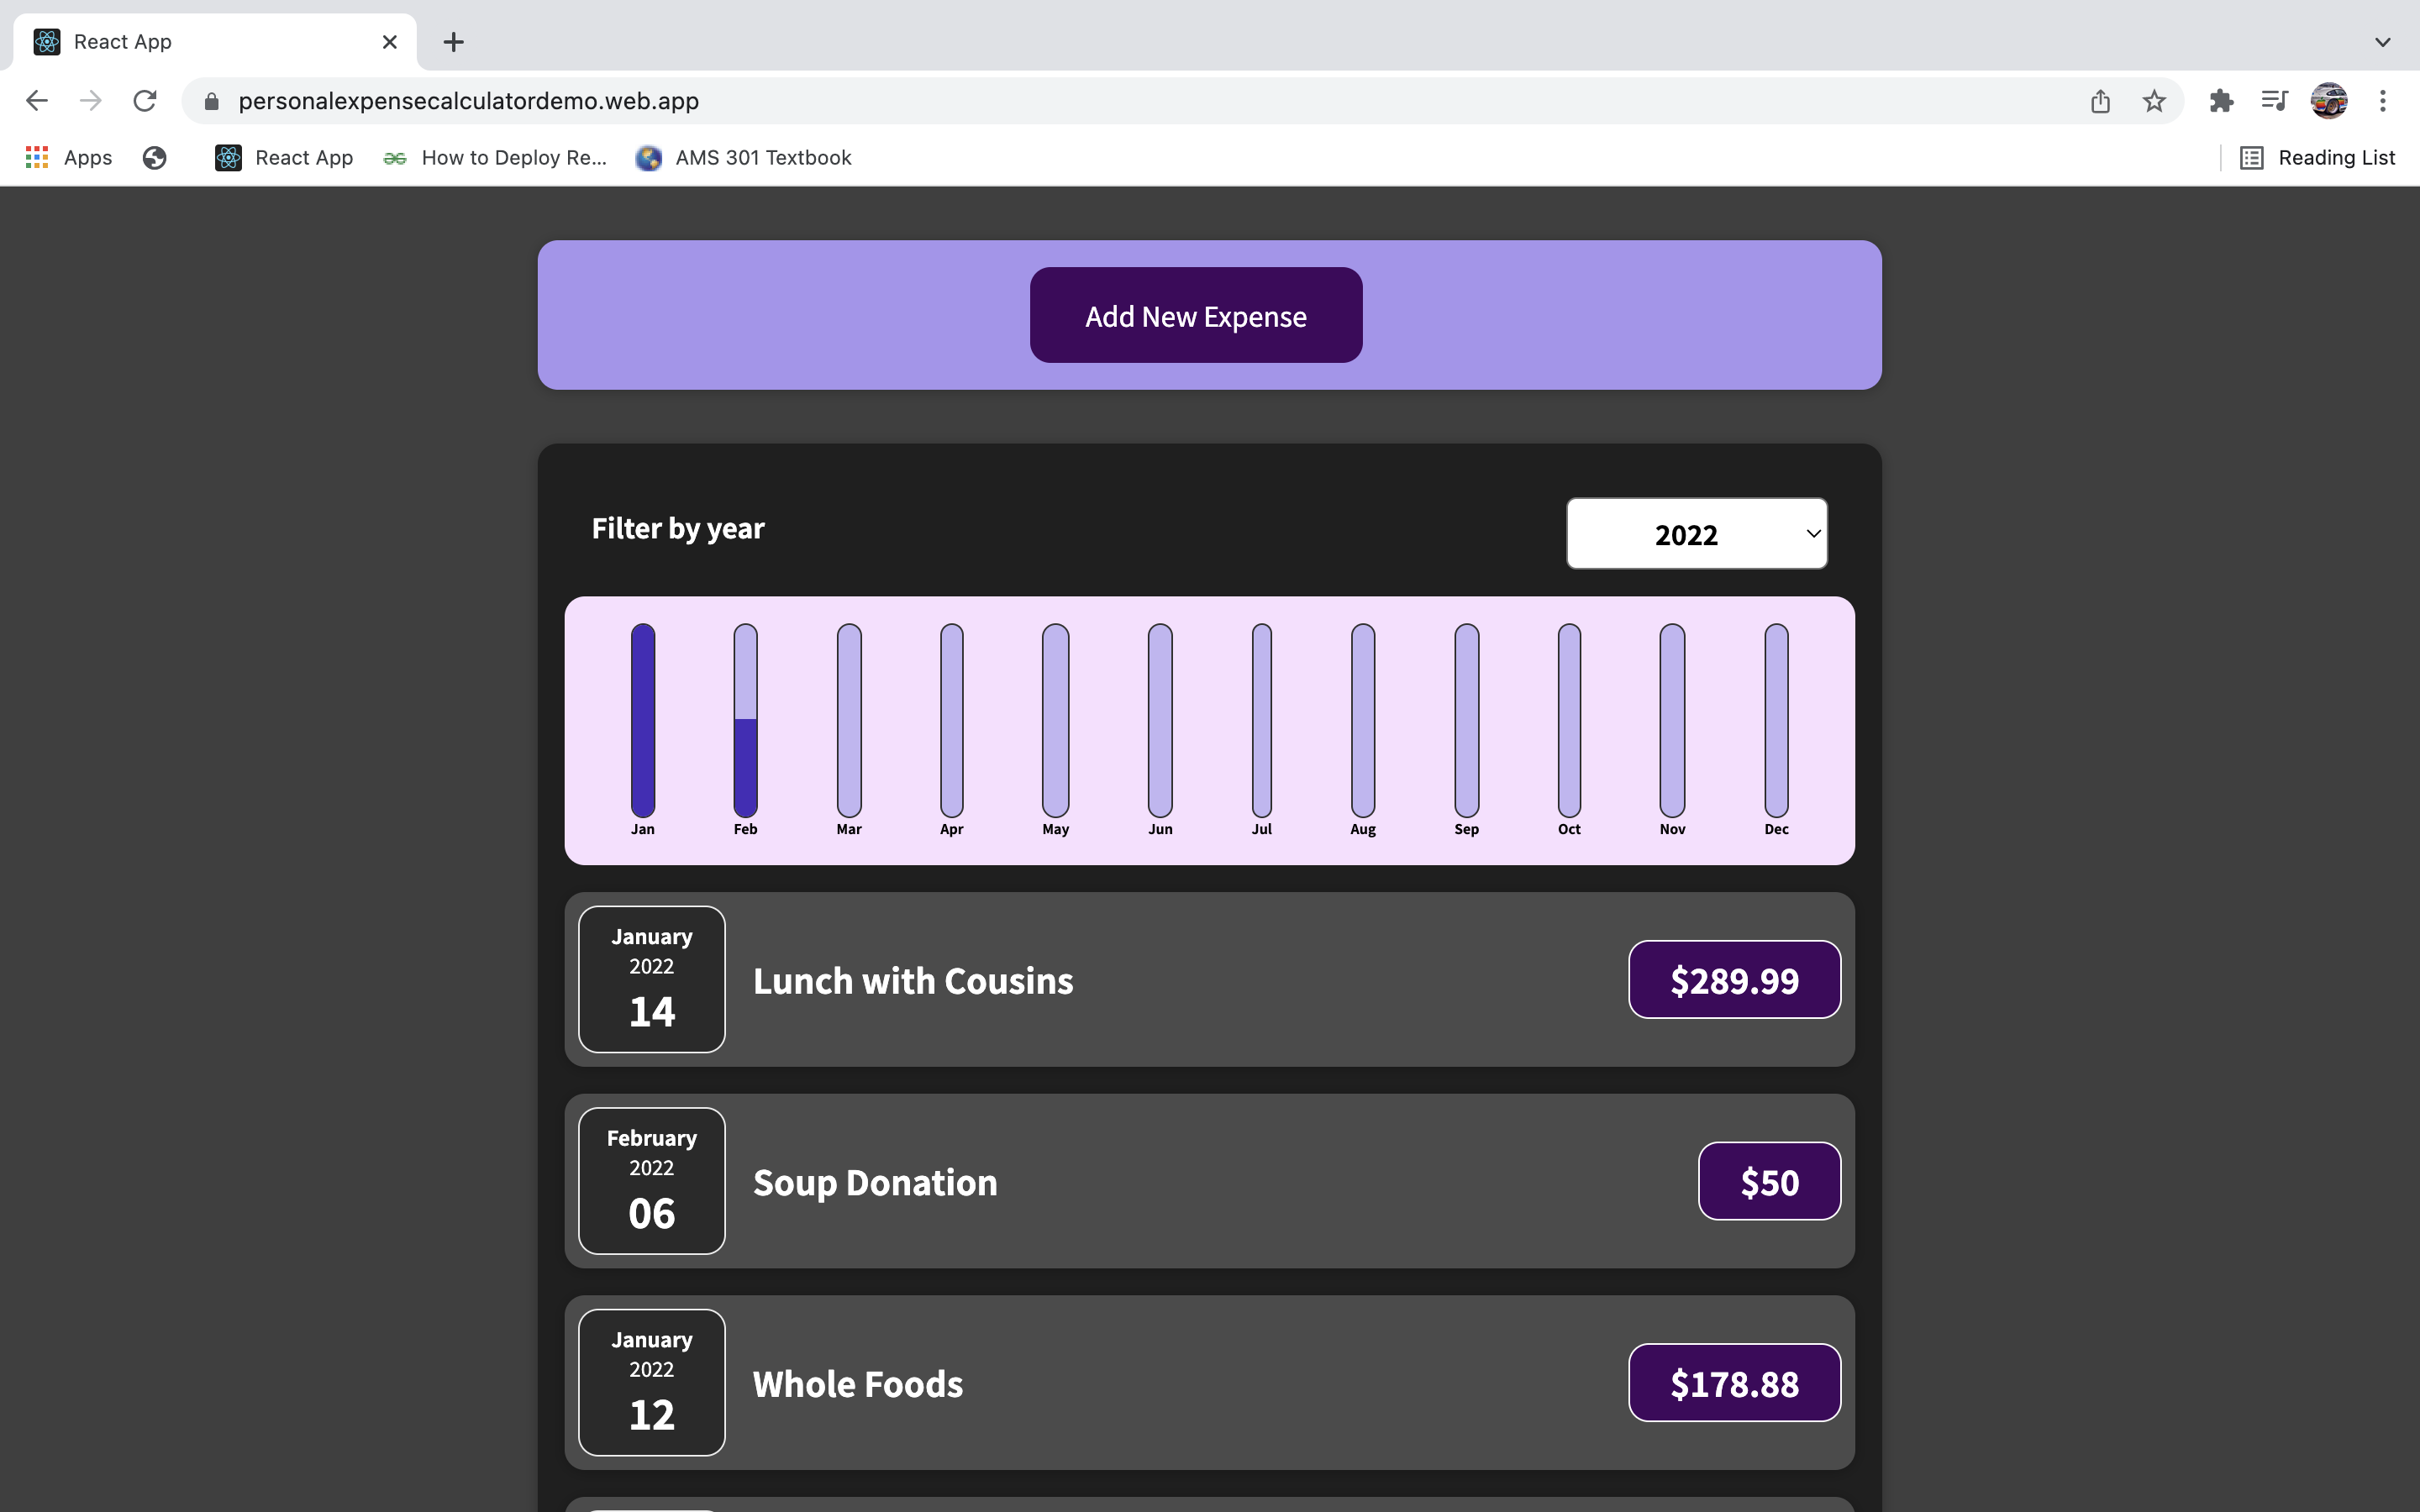 React App
personalexpensecalculatordemo.web.app
Apps
React App
How to Deploy Re...
AMS 301 Textbook
Reading List
Add New Expense
Filter by year
2022
Jan Feb Mar Apr May Jun Jul Aug Sep Oct Nov Dec
January
2022
14
Lunch with Cousins
$289.99
February
2022
06
Soup Donation
$50
January
2022
12
Whole Foods
$178.88